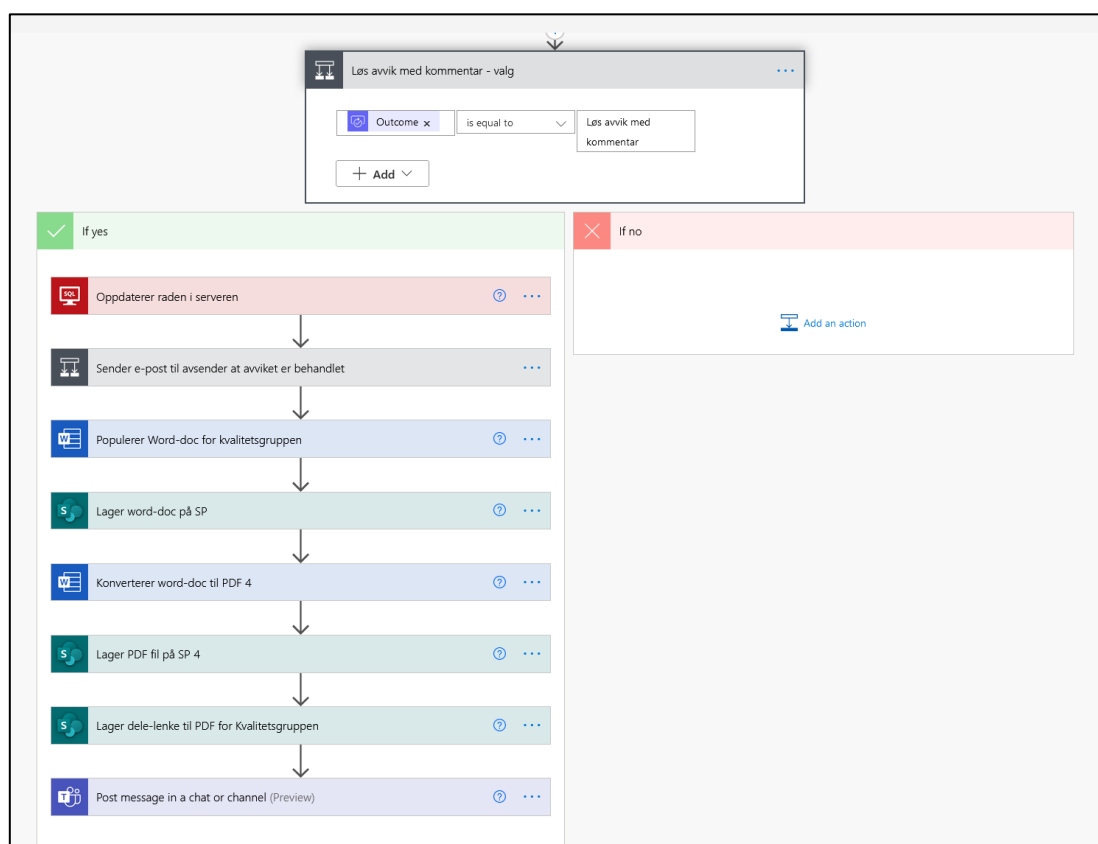 Løs avvik med kommentar - valg
Outcome x is equal to Løs avvik med
kommentar
Add
If yes
If no
SQL Oppdaterer raden i serveren
Add an action
Sender e-post til avsender at avviket er behandlet
W Populerer Word-doc for kvalitetsgruppen
S Lager word-doc på SP
W Konverterer word-doc til PDF 4
S Lager PDF fil på SP 4
S Lager dele-lenke til PDF for Kvalitetsgruppen
T Post message in a chat or channel (Preview)